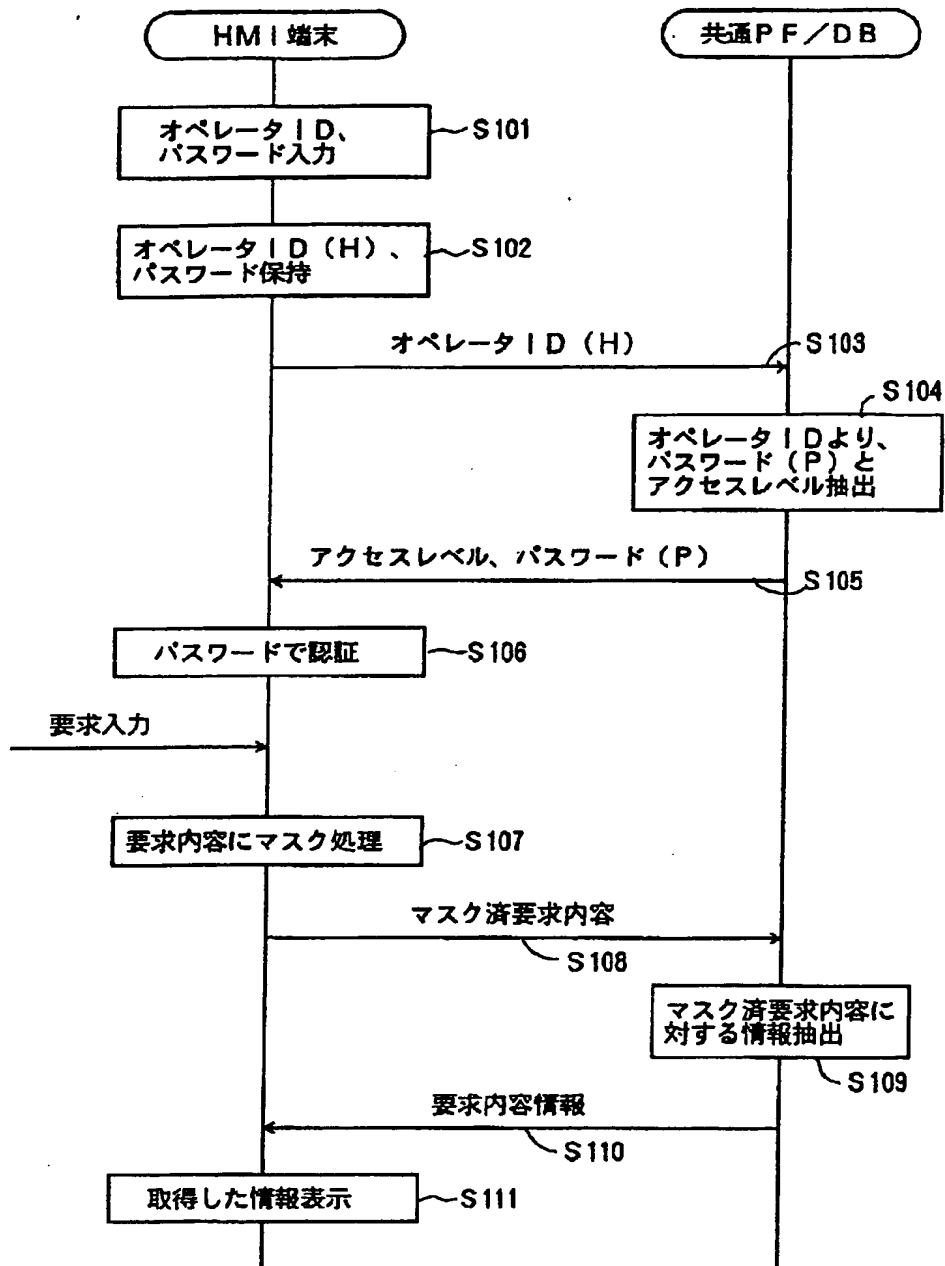 HMI端末
共通PF/DB
オペレータID、
パスワード入力
S101
オペレータID(H)、
パスワード保持
S102
オペレータID(H)
S103
S104
オペレータIDより、
パスワード(P)と
アクセスレベル抽出
アクセスレベル、パスワード(P)
S105
パスワードで認証
S106
要求入力
要求内容にマスク処理
S107
マスク済要求内容
S108
マスク済要求内容に
対する情報抽出
S109
要求内容情報
S110
取得した情報表示
S111